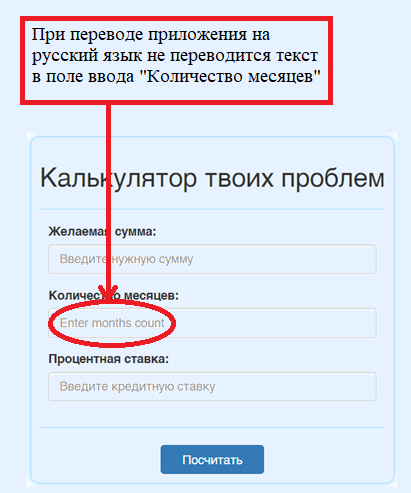 При переводе приложения на
русский язык не переводится текст
в поле ввода "Количество месяцев"
Калькулятор твоих проблем
Желаемая сумма:
Введите нужную сумму
Количество месяцев:
Enter months count
Процентная ставка:
Введите кредитную ставку
Посчитать